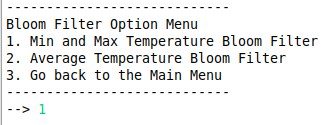 ----------------------------
Bloom Filter Option Menu
1. Min and Max Temperature Bloom Filter
2. Average Temperature Bloom Filter
3. Go back to the Main Menu
----------------------------
--> 1